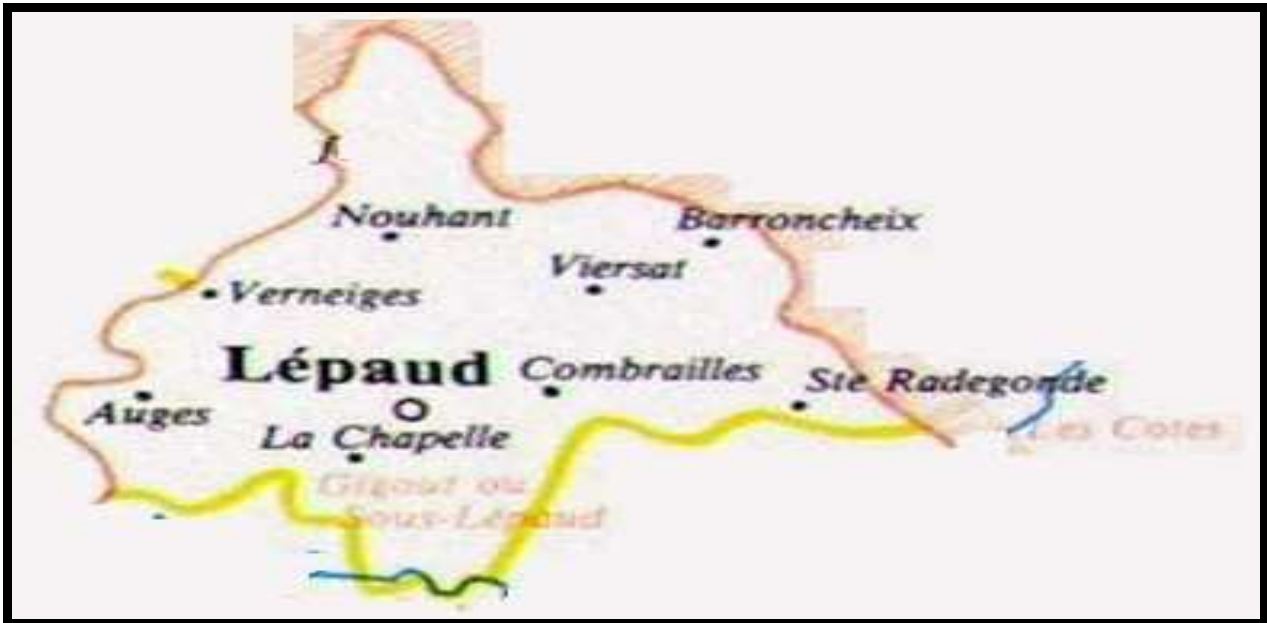 Nouhant
Barroncheix
Viersat
Verneiges
Lépaud
Combrailles
Ste Radegonde
Auges
La Chapelle
Les Cotes
Gigout ou
Sous-Lépaud